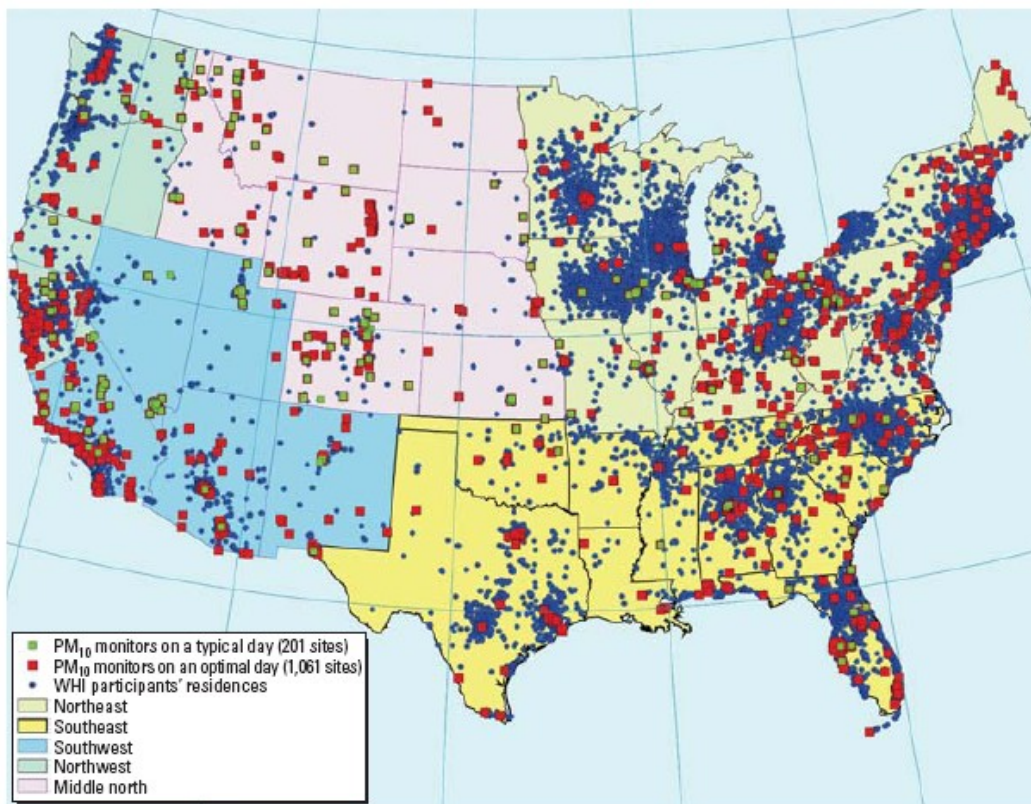 PM10 monitors on a typical day (201 sites)
PM10 monitors on an optimal day (1,061 sites)
WHI participants' residences
Northeast
Southeast
Southwest
Northwest
Middle north